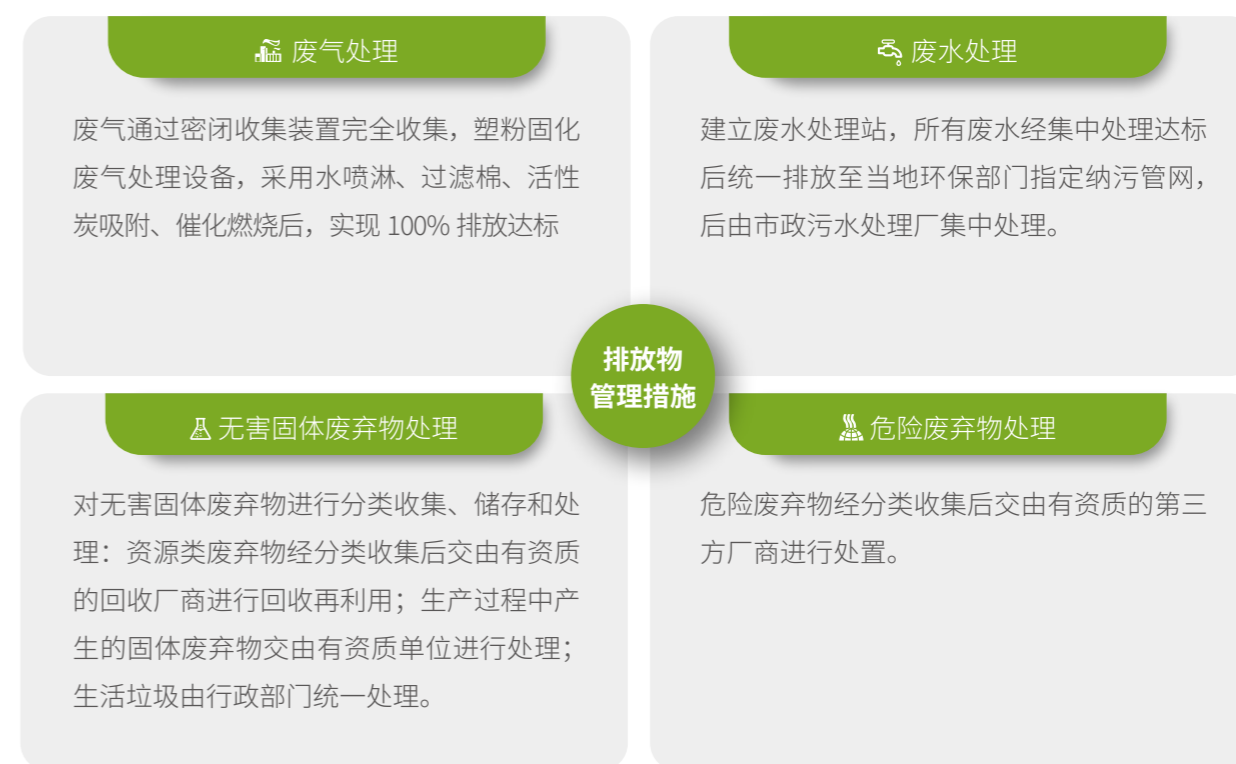 废气处理
废气通过密闭收集装置完全收集，塑粉固化
废气处理设备，采用水喷淋、过滤棉、活性
炭吸附、催化燃烧后，实现 100% 排放达标
废水处理
建立废水处理站，所有废水经集中处理达标
后统一排放至当地环保部门指定纳污管网，
后由市政污水处理厂集中处理。
排放物
管理措施
无害固体废弃物处理
对无害固体废弃物进行分类收集、储存和处
理：资源类废弃物经分类收集后交由有资质
的回收厂商进行回收再利用；生产过程中产
生的固体废弃物交由有资质单位进行处理；
生活垃圾由行政部门统一处理。
危险废弃物处理
危险废弃物经分类收集后交由有资质的第三
方厂商进行处置。